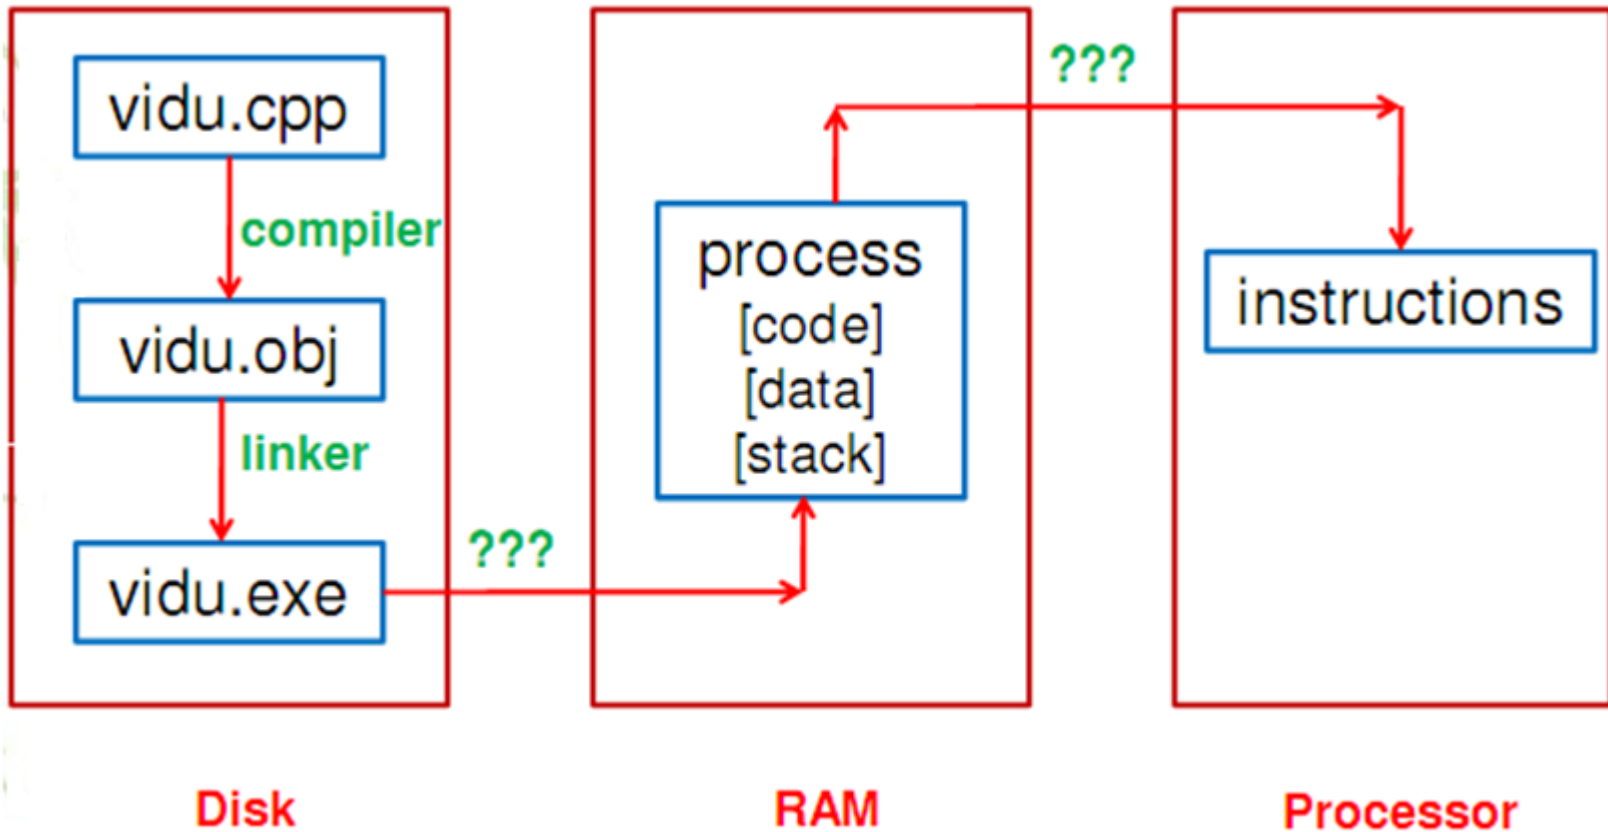 vidu.cpp
compiler
vidu.obj
linker
vidu.exe
???
process
[code]
[data]
[stack]
???
instructions
Disk
RAM
Processor